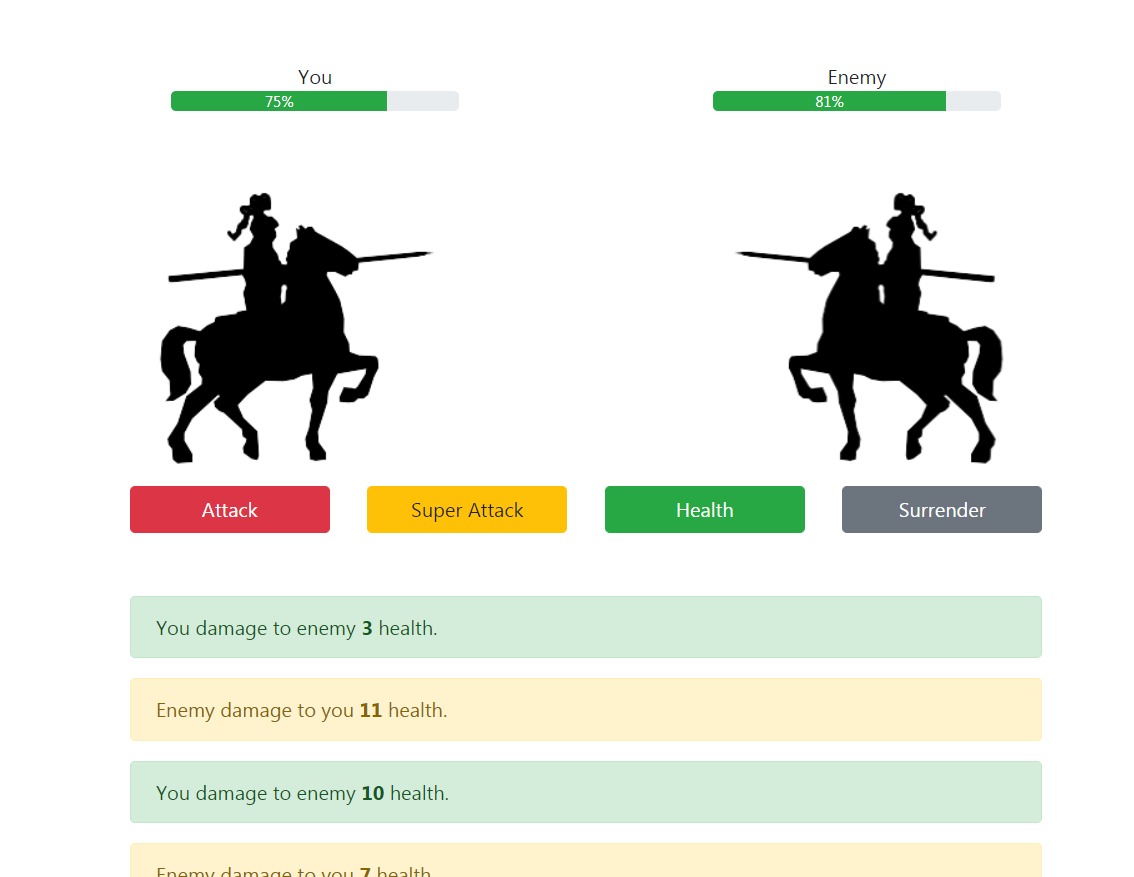 You
Enemy
75%
81%
Attack
Super Attack
Health
Surrender
You damage to enemy 3 health.
Enemy damage to you 11 health.
You damage to enemy 10 health.
Enemy damage to you 7 health.